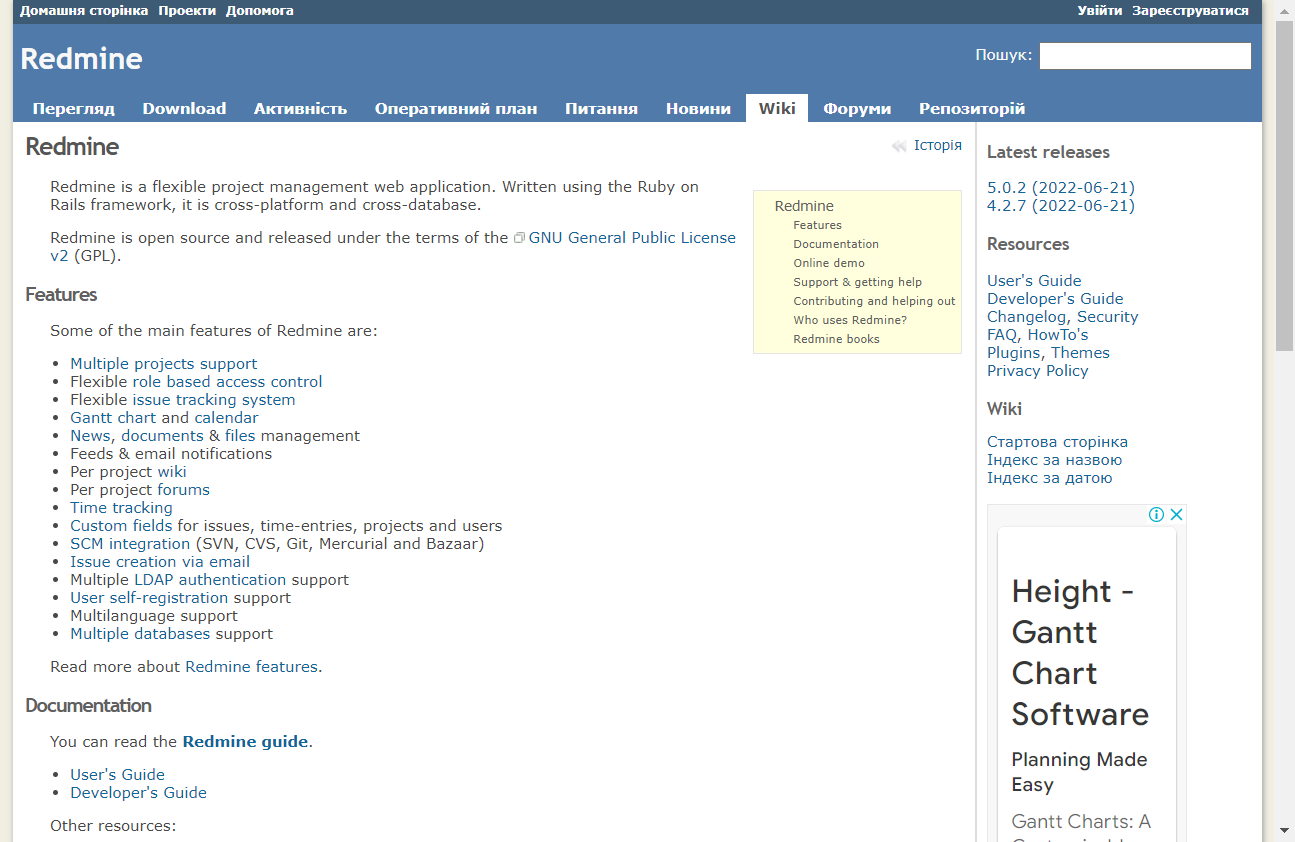 Домашня сторінка Проекти Допомога
Увійти Зареєструватися
Redmine
Пошук:
Перегляд Download Активність Оперативний план Питання Новини Wiki Форуми Репозиторій
Redmine
Історія
Redmine is a flexible project management web application. Written using the Ruby on
Rails framework, it is cross-platform and cross-database.
Redmine is open source and released under the terms of the GNU General Public License
v2 (GPL).
Redmine
Features
Documentation
Online demo
Support & getting help
Contributing and helping out
Who uses Redmine?
Redmine books
Features
Some of the main features of Redmine are:
• Multiple projects support
• Flexible role based access control
• Flexible issue tracking system
• Gantt chart and calendar
• News, documents & files management
• Feeds & email notifications
• Per project wiki
• Per project forums
• Time tracking
• Custom fields for issues, time-entries, projects and users
• SCM integration (SVN, CVS, Git, Mercurial and Bazaar)
• Issue creation via email
• Multiple LDAP authentication support
• User self-registration support
• Multilanguage support
• Multiple databases support
Read more about Redmine features.
Documentation
You can read the Redmine guide.
• User's Guide
• Developer's Guide
Other resources:
Latest releases
5.0.2 (2022-06-21)
4.2.7 (2022-06-21)
Resources
User's Guide
Developer's Guide
Changelog, Security
FAQ, HowTo's
Plugins, Themes
Privacy Policy
Wiki
Стартова сторінка
Індекс за назвою
Індекс за датою
Height -
Gantt
Chart
Software
Planning Made
Easy
Gantt Charts: A